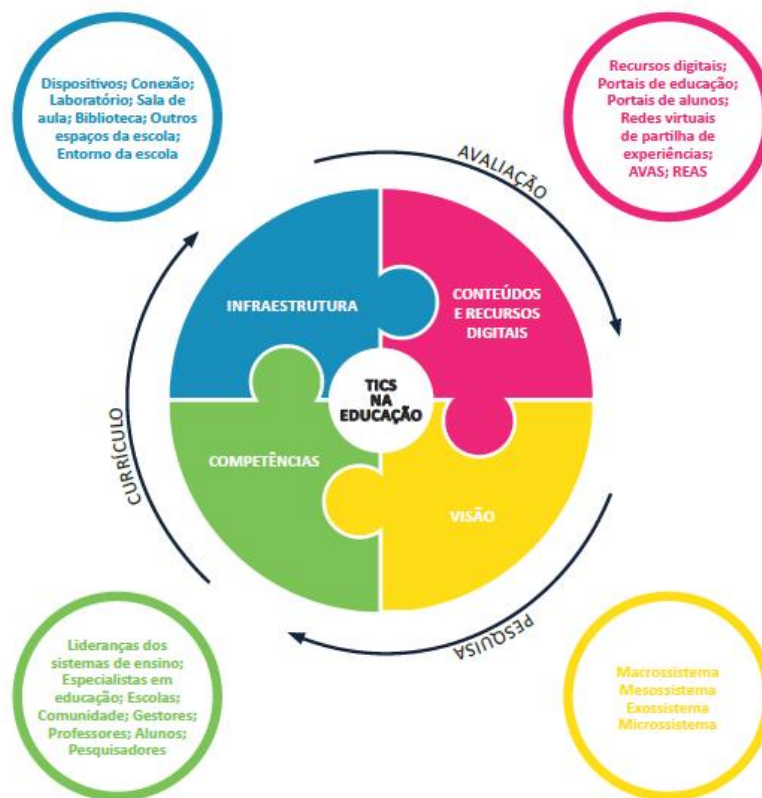 Dispositivos; Conexão;
Laboratório; Sala de
aula; Biblioteca; Outros
espaços da escola;
Entorno da escola
Recursos digitais;
Portais de educação;
Portais de alunos;
Redes virtuais
de partilha de
experiências;
AVAS; REAS
AVALIAÇÃO
INFRAESTRUTURA
CONTEÚDOS
E RECURSOS
DIGITAIS
TICS
NA
EDUCAÇÃO
CURRÍCULO
COMPETÊNCIAS
VISÃO
PESQUISA
Lideranças dos
sistemas de ensino;
Especialistas em
educação; Escolas;
Comunidade; Gestores;
Professores; Alunos;
Pesquisadores
Macrossistema
Mesossistema
Exossistema
Microssistema